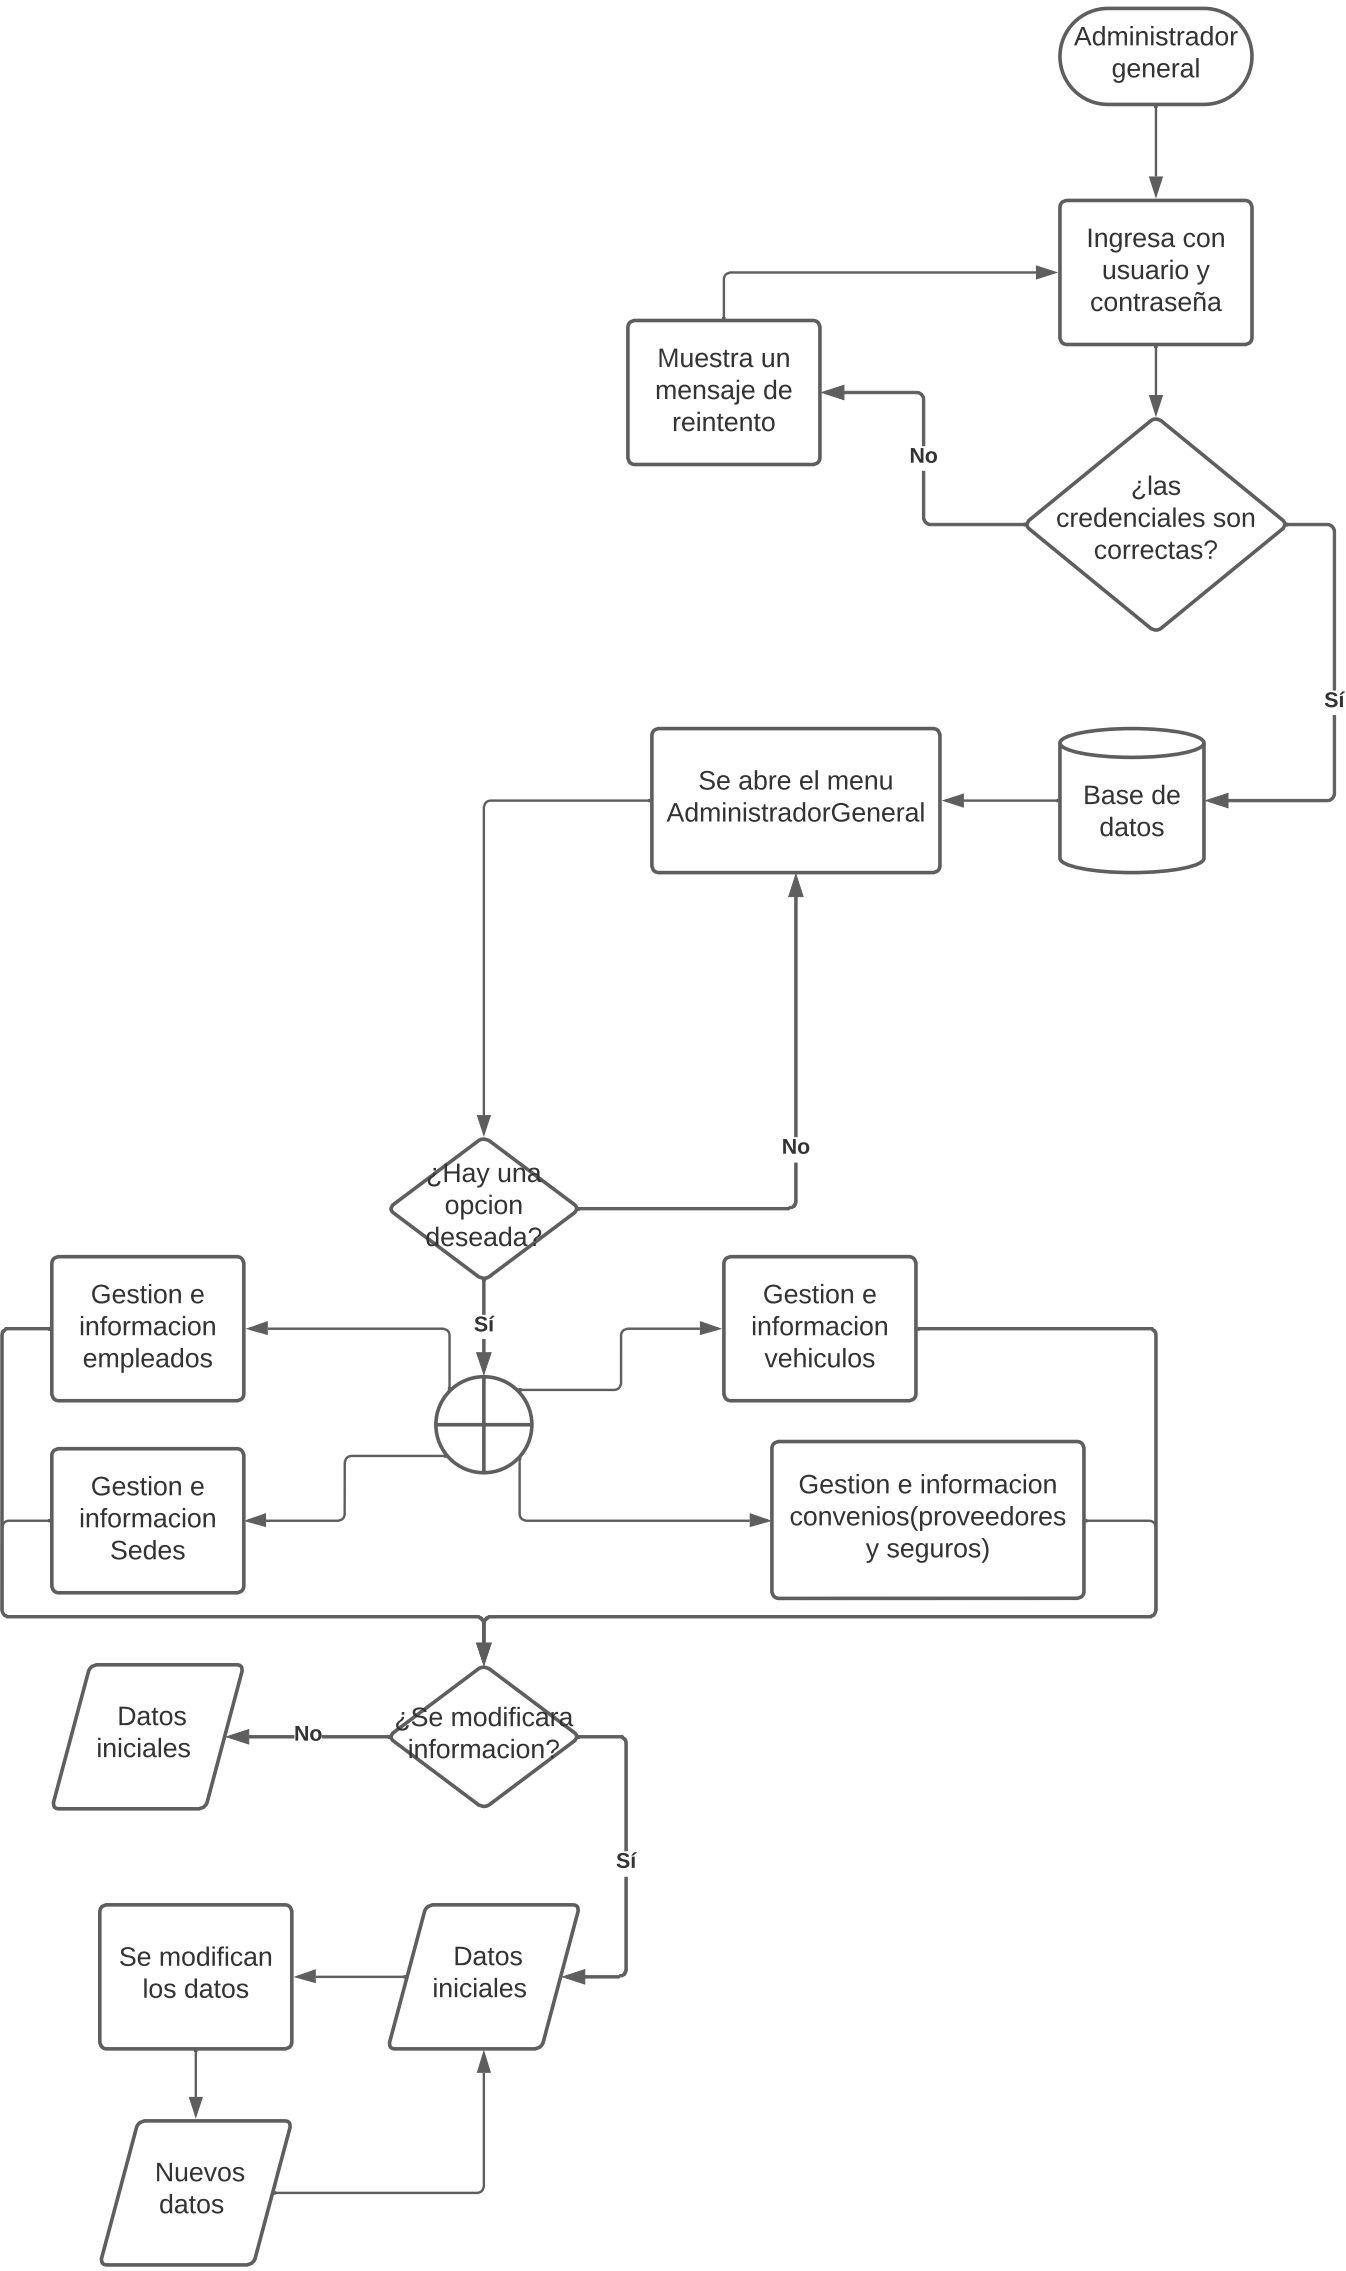 Administrador
general
Ingresa con
usuario y
contraseña
Muestra un
mensaje de
reintento
No
¿las
credenciales son
correctas?
Sí
Se abre el menu
AdministradorGeneral
Base de
datos
No
¿Hay una
opcion
deseada?
Sí
Gestion e
informacion
empleados
Gestion e
informacion
vehiculos
Gestion e
informacion
Sedes
Gestion e informacion
convenios(proveedores
y seguros)
Datos
iniciales
No
¿Se modificara
informacion?
Sí
Se modifican
los datos
Datos
iniciales
Nuevos
datos